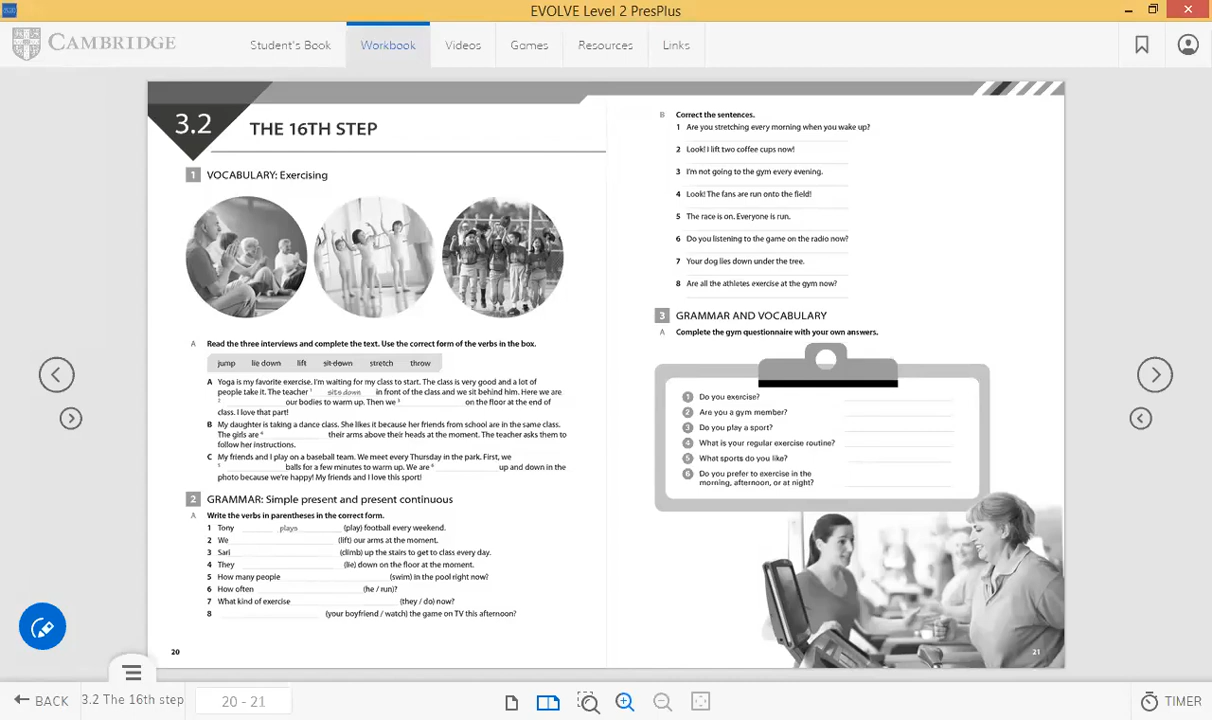 EVOLVE Level 2 PresPlus
CAMBRIDGE
Student's Book
Workbook
Videos
Games
Resources
Links
3.2
THE 16TH STEP
1 VOCABULARY: Exercising
A Read the three interviews and complete the text. Use the correct form of the verbs in the box.
jump lie down lift sit down stretch throw
A Yoga is my favorite exercise. I'm waiting for my class to start. The class is very good and a lot of
people take it. The teacher 1 sits down in front of the class and we sit behind him. Here we are
2 our bodies to warm up. Then we 3 on the floor at the end of
class. I love that part!
B My daughter is taking a dance class. She likes it because her friends from school are in the same class.
The girls are 4 their arms above their heads at the moment. The teacher asks them to
follow her instructions.
C My friends and I play on a baseball team. We meet every Thursday in the park. First, we
5 balls for a few minutes to warm up. We are 6 up and down in the
photo because we're happy! My friends and I love this sport!
2 GRAMMAR: Simple present and present continuous
A Write the verbs in parentheses in the correct form.
1 Tony plays (play) football every weekend.
2 We (lift) our arms at the moment.
3 Sari (climb) up the stairs to get to class every day.
4 They (lie) down on the floor at the moment.
5 How many people (swim) in the pool right now?
6 How often (he / run)?
7 What kind of exercise (they / do) now?
8 (your boyfriend / watch) the game on TV this afternoon?
20
B Correct the sentences.
1 Are you stretching every morning when you wake up?
2 Look! I lift two coffee cups now!
3 I'm not going to the gym every evening.
4 Look! The fans are run onto the field!
5 The race is on. Everyone is run.
6 Do you listening to the game on the radio now?
7 Your dog lies down under the tree.
8 Are all the athletes exercise at the gym now?
3 GRAMMAR AND VOCABULARY
A Complete the gym questionnaire with your own answers.
1 Do you exercise?
2 Are you a gym member?
3 Do you play a sport?
4 What is your regular exercise routine?
5 What sports do you like?
6 Do you prefer to exercise in the
morning, afternoon, or at night?
21
BACK
3.2 The 16th step
20 - 21
TIMER